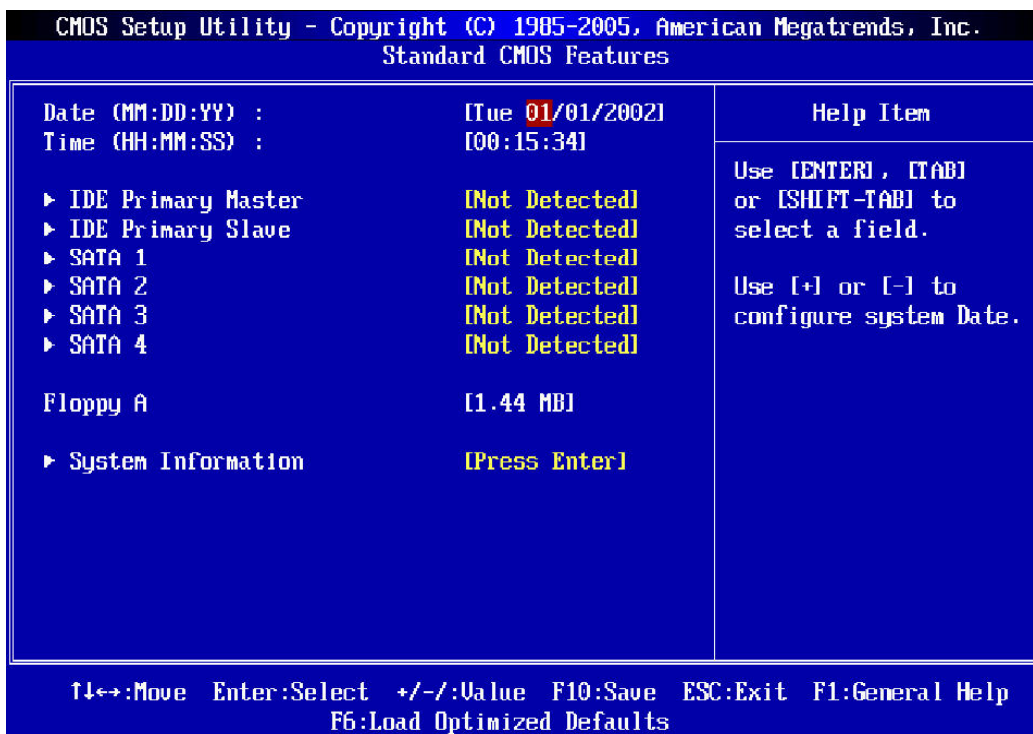 CMOS Setup Utility - Copyright (C) 1985-2005, American Megatrends, Inc.
Standard CMOS Features
Date (MM:DD:YY) : [Tue 01/01/2002]
Time (HH:MM:SS) : [00:15:34]
▶ IDE Primary Master [Not Detected]
▶ IDE Primary Slave [Not Detected]
▶ SATA 1 [Not Detected]
▶ SATA 2 [Not Detected]
▶ SATA 3 [Not Detected]
▶ SATA 4 [Not Detected]
Floppy A [1.44 MB]
▶ System Information [Press Enter]
Help Item
Use [ENTER], [TAB]
or [SHIFT-TAB] to
select a field.
Use [+] or [-] to
configure system Date.
↑↓←→:Move Enter:Select +/-/:Value F10:Save ESC:Exit F1:General Help
F6:Load Optimized Defaults